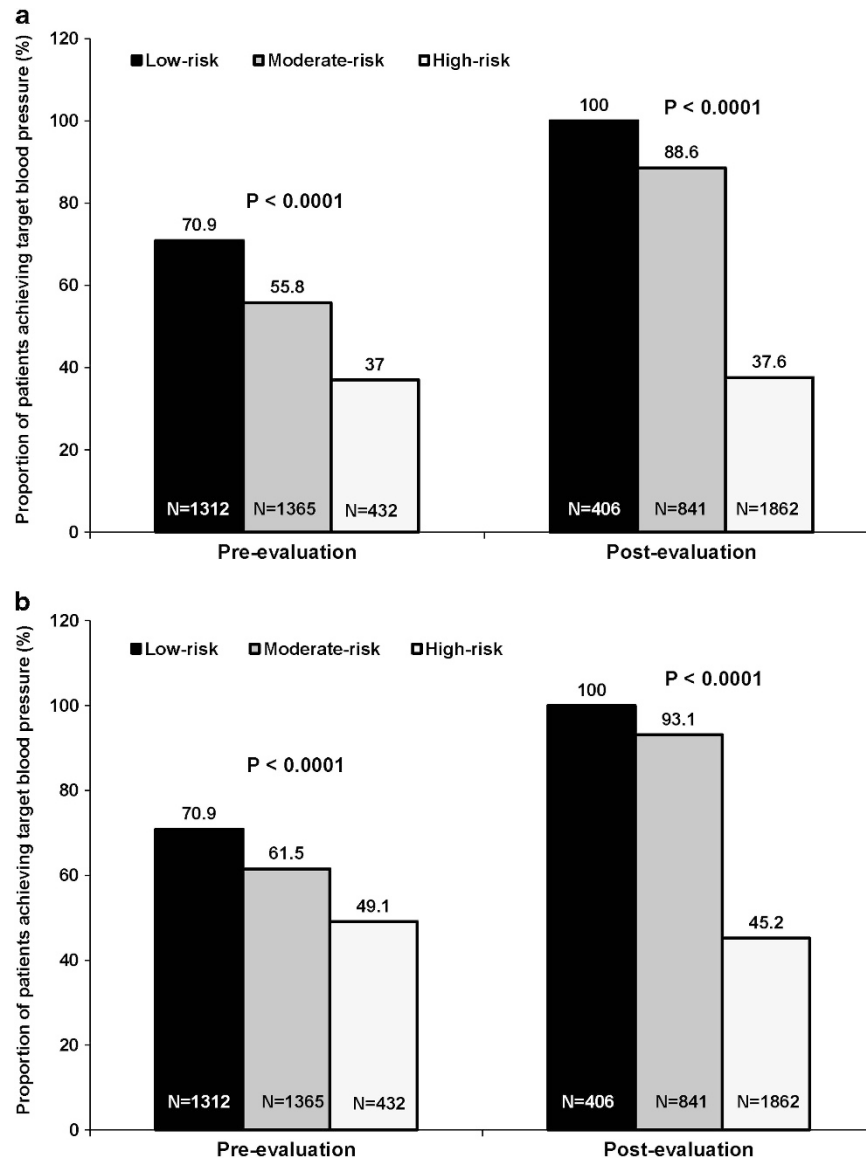 a
Proportion of patients achieving target blood pressure (%)
120
100
80
60
40
20
0
Low-risk Moderate-risk High-risk
P < 0.0001
70.9
55.8
37
N=1312 N=1365 N=432
Pre-evaluation
P < 0.0001
100
88.6
37.6
N=406 N=841 N=1862
Post-evaluation
b
Proportion of patients achieving target blood pressure (%)
120
100
80
60
40
20
0
Low-risk Moderate-risk High-risk
P < 0.0001
70.9
61.5
49.1
N=1312 N=1365 N=432
Pre-evaluation
P < 0.0001
100
93.1
45.2
N=406 N=841 N=1862
Post-evaluation